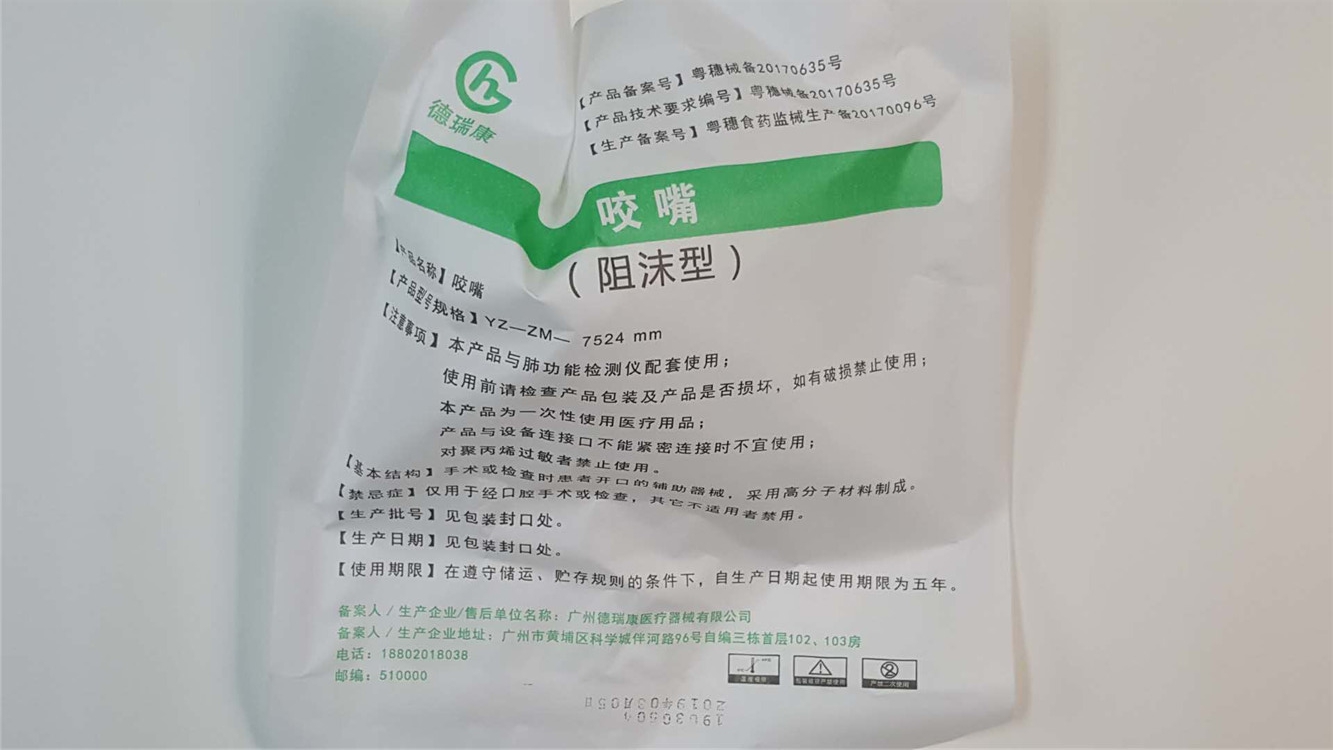 德瑞康
【产品备案号】粤穗械备20170635号
【产品技术要求编号】粤穗械备20170635号
【生产备案号】粤穗食药监械生产备20170096号
咬嘴
（阻沫型）
【产品名称】咬嘴
【产品型号规格】YZ—ZM— 7524 mm
【注意事项】本产品与肺功能检测仪配套使用；
使用前请检查产品包装及产品是否损坏，如有破损禁止使用；
本产品为一次性使用医疗用品；
产品与设备连接口不能紧密连接时不宜使用；
对聚丙烯过敏者禁止使用。
【基本结构】手术或检查时患者开口的辅助器械，采用高分子材料制成。
【禁忌症】仅用于经口腔手术或检查，其它不适用者禁用。
【生产批号】见包装封口处。
【生产日期】见包装封口处。
【使用期限】在遵守储运、贮存规则的条件下，自生产日期起使用期限为五年。
备案人/生产企业/售后单位名称：广州德瑞康医疗器械有限公司
备案人/生产企业地址：广州市黄埔区科学城伴河路96号自编三栋首层102、103房
电话：18802018038
邮编：510000
2019年03月05日